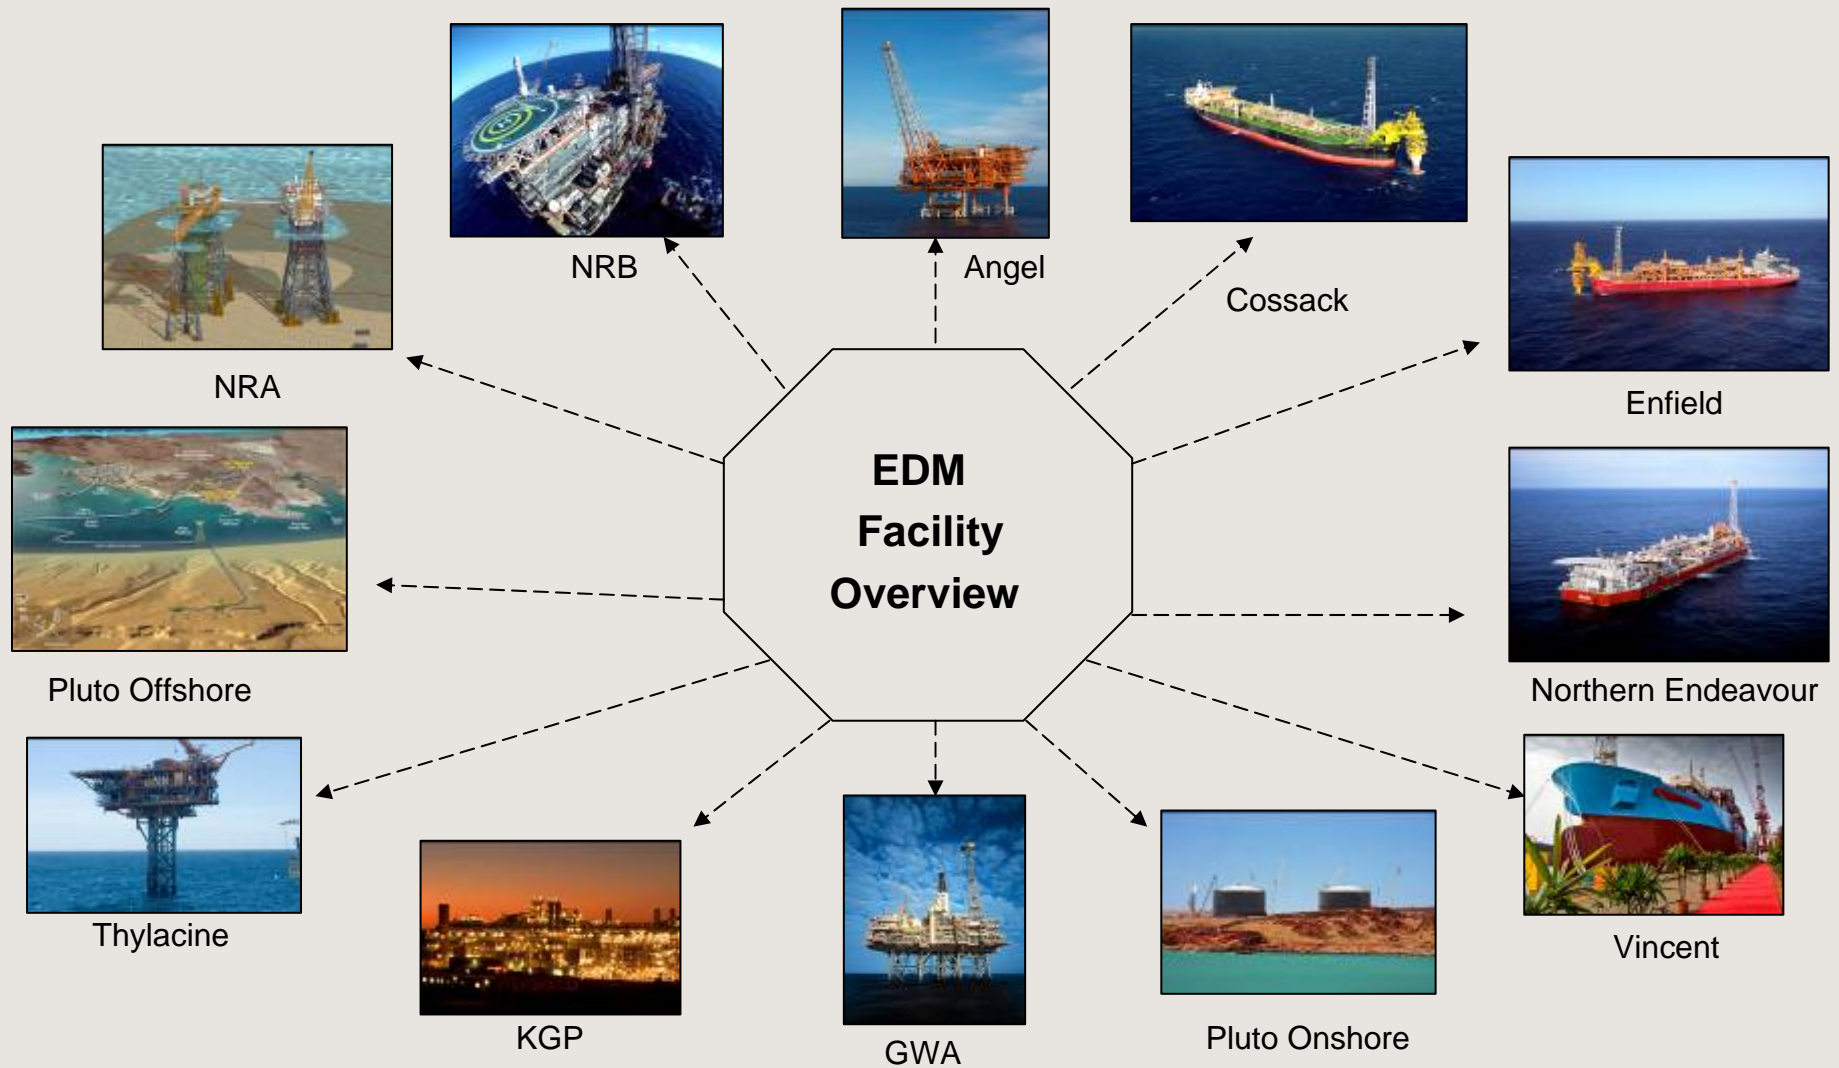 NRB
Angel
Cossack
NRA
Enfield
EDM
Facility
Overview
Pluto Offshore
Northern Endeavour
Thylacine
Vincent
KGP
GWA
Pluto Onshore